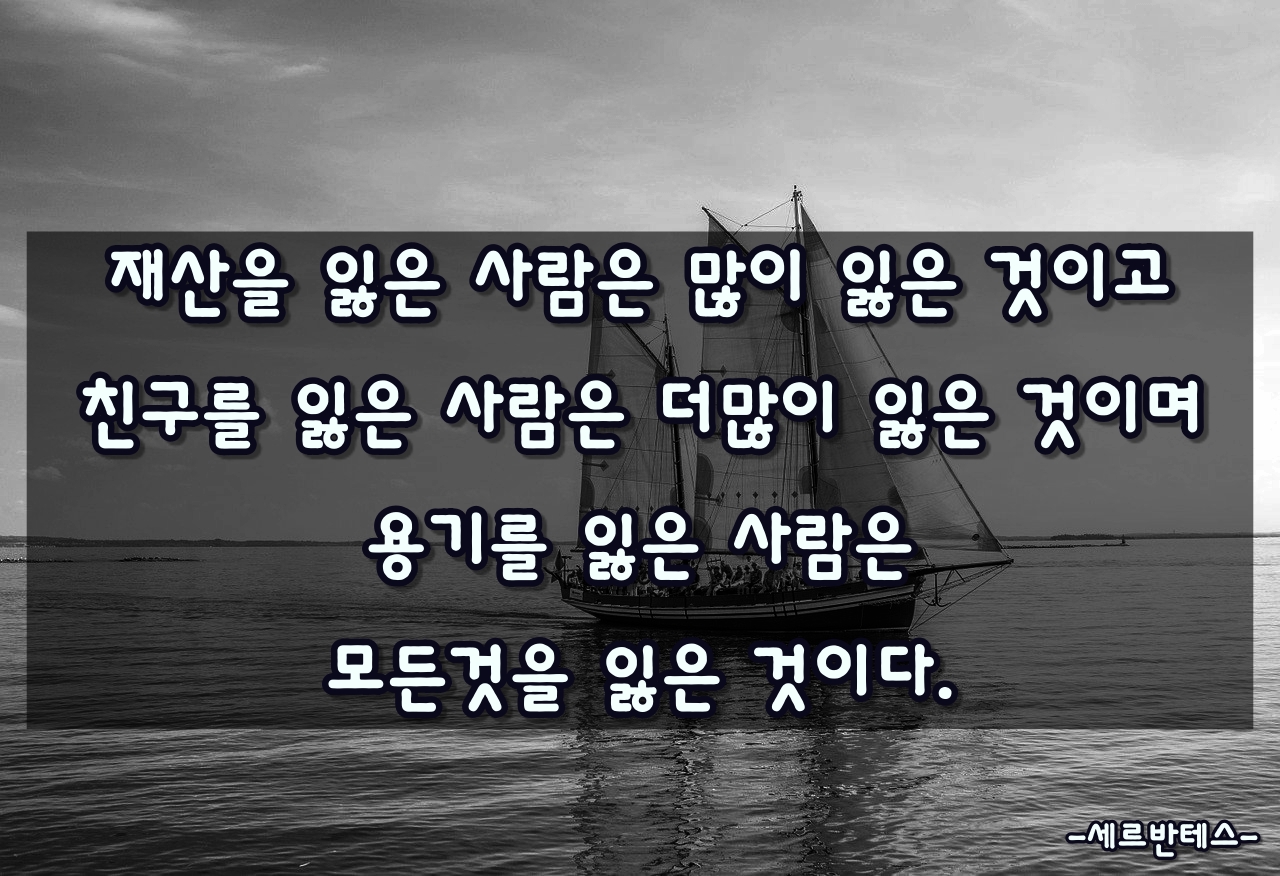 재산을 잃은 사람은 많이 잃은 것이고
친구를 잃은 사람은 더많이 잃은 것이며
용기를 잃은 사람은
모든것을 잃은 것이다.
-세르반테스-